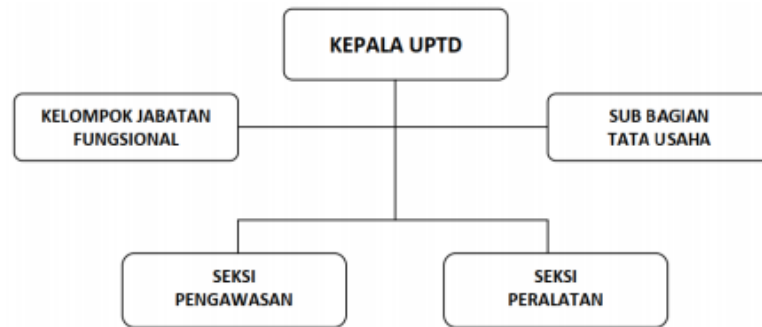 KEPALA UPTD
KELOMPOK JABATAN
FUNGSIONAL
SUB BAGIAN
TATA USAHA
SEKSI
PENGAWASAN
SEKSI
PERALATAN